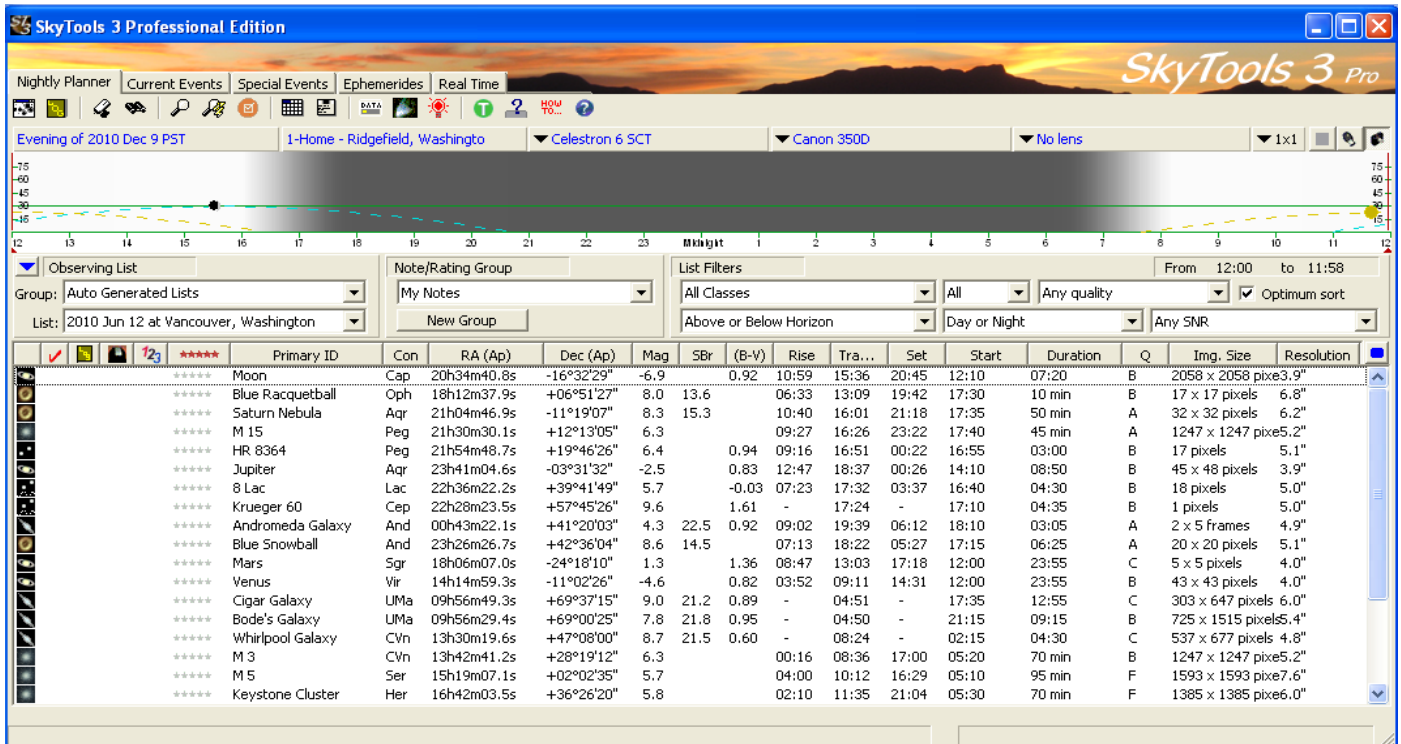 SkyTools 3 Professional Edition
SkyTools 3 Pro
Nightly Planner Current Events Special Events Ephemerides Real Time
DATA T ? HOW TO... ?
Evening of 2010 Dec 9 PST 1-Home - Ridgefield, Washingto Celestron 6 SCT Canon 350D No lens 1x1
75 75
60 60
45 45
30 30
15 15
12 13 14 15 16 17 18 19 20 21 22 23 Midnight 1 2 3 4 5 6 7 8 9 10 11 12
Observing List Note/Rating Group List Filters From 12:00 to 11:58
Group: Auto Generated Lists My Notes All Classes All Any quality Optimum sort
List: 2010 Jun 12 at Vancouver, Washington New Group Above or Below Horizon Day or Night Any SNR
123 ★★★★★ Primary ID Con RA (Ap) Dec (Ap) Mag SBr (B-V) Rise Tra... Set Start Duration Q Img. Size Resolution
★★★★★ Moon Cap 20h34m40.8s -16°32'29" -6.9 0.92 10:59 15:36 20:45 12:10 07:20 B 2058 x 2058 pixe3.9"
★★★★★ Blue Racquetball Oph 18h12m37.9s +06°51'27" 8.0 13.6 06:33 13:09 19:42 17:30 10 min B 17 x 17 pixels 6.8"
★★★★★ Saturn Nebula Aqr 21h04m46.9s -11°19'07" 8.3 15.3 10:40 16:01 21:18 17:35 50 min A 32 x 32 pixels 6.2"
★★★★★ M 15 Peg 21h30m30.1s +12°13'05" 6.3 09:27 16:26 23:22 17:40 45 min A 1247 x 1247 pixe5.2"
★★★★★ HR 8364 Peg 21h54m48.7s +19°46'26" 6.4 0.94 09:16 16:51 00:22 16:55 03:00 B 17 pixels 5.1"
★★★★★ Jupiter Aqr 23h41m04.6s -03°31'32" -2.5 0.83 12:47 18:37 00:26 14:10 08:50 B 45 x 48 pixels 3.9"
★★★★★ 8 Lac Lac 22h36m22.2s +39°41'49" 5.7 -0.03 07:23 17:32 03:37 16:40 04:30 B 18 pixels 5.0"
★★★★★ Krueger 60 Cep 22h28m23.5s +57°45'26" 9.6 1.61 - 17:24 - 17:10 04:35 B 1 pixels 5.0"
★★★★★ Andromeda Galaxy And 00h43m22.1s +41°20'03" 4.3 22.5 0.92 09:02 19:39 06:12 18:10 03:05 A 2 x 5 frames 4.9"
★★★★★ Blue Snowball And 23h26m26.7s +42°36'04" 8.6 14.5 07:13 18:22 05:27 17:15 06:25 A 20 x 20 pixels 5.1"
★★★★★ Mars Sgr 18h06m07.0s -24°18'10" 1.3 1.36 08:47 13:03 17:18 12:00 23:55 C 5 x 5 pixels 4.0"
★★★★★ Venus Vir 14h14m59.3s -11°02'26" -4.6 0.82 03:52 09:11 14:31 12:00 23:55 B 43 x 43 pixels 4.0"
★★★★★ Cigar Galaxy UMa 09h56m49.3s +69°37'15" 9.0 21.2 0.89 - 04:51 - 17:35 12:55 C 303 x 647 pixels 6.0"
★★★★★ Bode's Galaxy UMa 09h56m29.4s +69°00'25" 7.8 21.8 0.95 - 04:50 - 21:15 09:15 B 725 x 1515 pixels5.4"
★★★★★ Whirlpool Galaxy CVn 13h30m19.6s +47°08'00" 8.7 21.5 0.60 - 08:24 - 02:15 04:30 C 537 x 677 pixels 4.8"
★★★★★ M 3 CVn 13h42m41.2s +28°19'12" 6.3 00:16 08:36 17:00 05:20 70 min B 1247 x 1247 pixe5.2"
★★★★★ M 5 Ser 15h19m07.1s +02°02'35" 5.7 04:00 10:12 16:29 05:10 95 min F 1593 x 1593 pixe7.6"
★★★★★ Keystone Cluster Her 16h42m03.5s +36°26'20" 5.8 02:10 11:35 21:04 05:30 70 min F 1385 x 1385 pixe6.0"